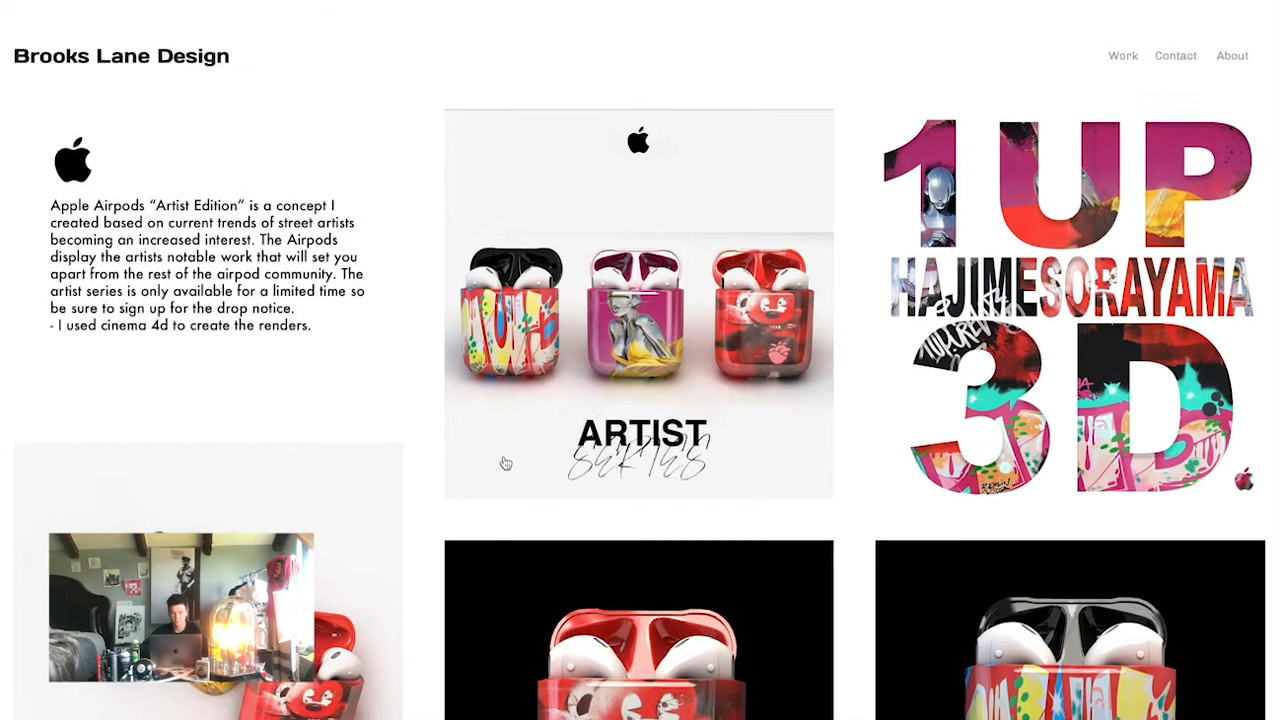 Brooks Lane Design
Work Contact About
Apple Airpods “Artist Edition” is a concept I
created based on current trends of street artists
becoming an increased interest. The Airpods
display the artists notable work that will set you
apart from the rest of the airpod community. The
artist series is only available for a limited time so
be sure to sign up for the drop notice.
- I used cinema 4d to create the renders.
ARTIST
SERIES
1UP
HAJIMESORAYAMA
3D